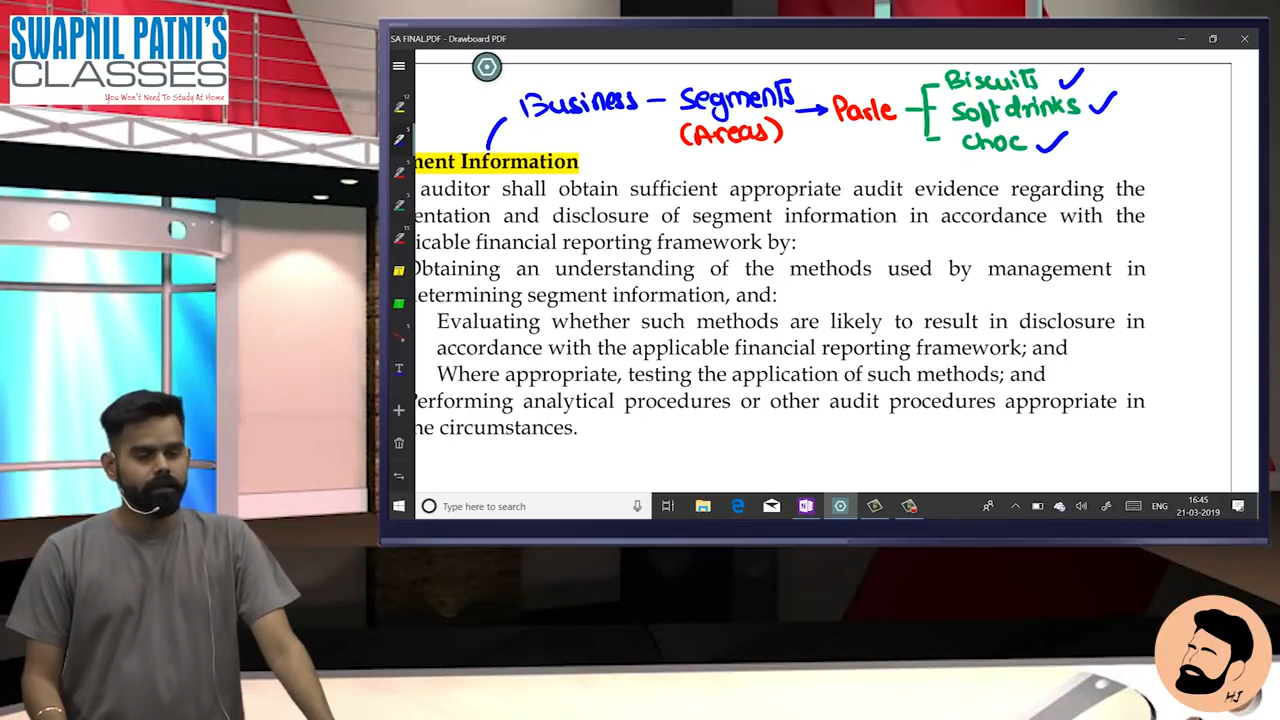 SWAPNIL PATNI'S
CLASSES
You Won't Need To Study At Home
SA FINAL.PDF - Drawboard PDF
Business – Segments → Parle
(Areas)
Biscuits ✓
Soft drinks ✓
Choc ✓
nent Information
auditor shall obtain sufficient appropriate audit evidence regarding the
entation and disclosure of segment information in accordance with the
icable financial reporting framework by:
Obtaining an understanding of the methods used by management in
etermining segment information, and:
Evaluating whether such methods are likely to result in disclosure in
accordance with the applicable financial reporting framework; and
Where appropriate, testing the application of such methods; and
Performing analytical procedures or other audit procedures appropriate in
ne circumstances.
Type here to search
ENG
16:45
21-03-2019
HJ